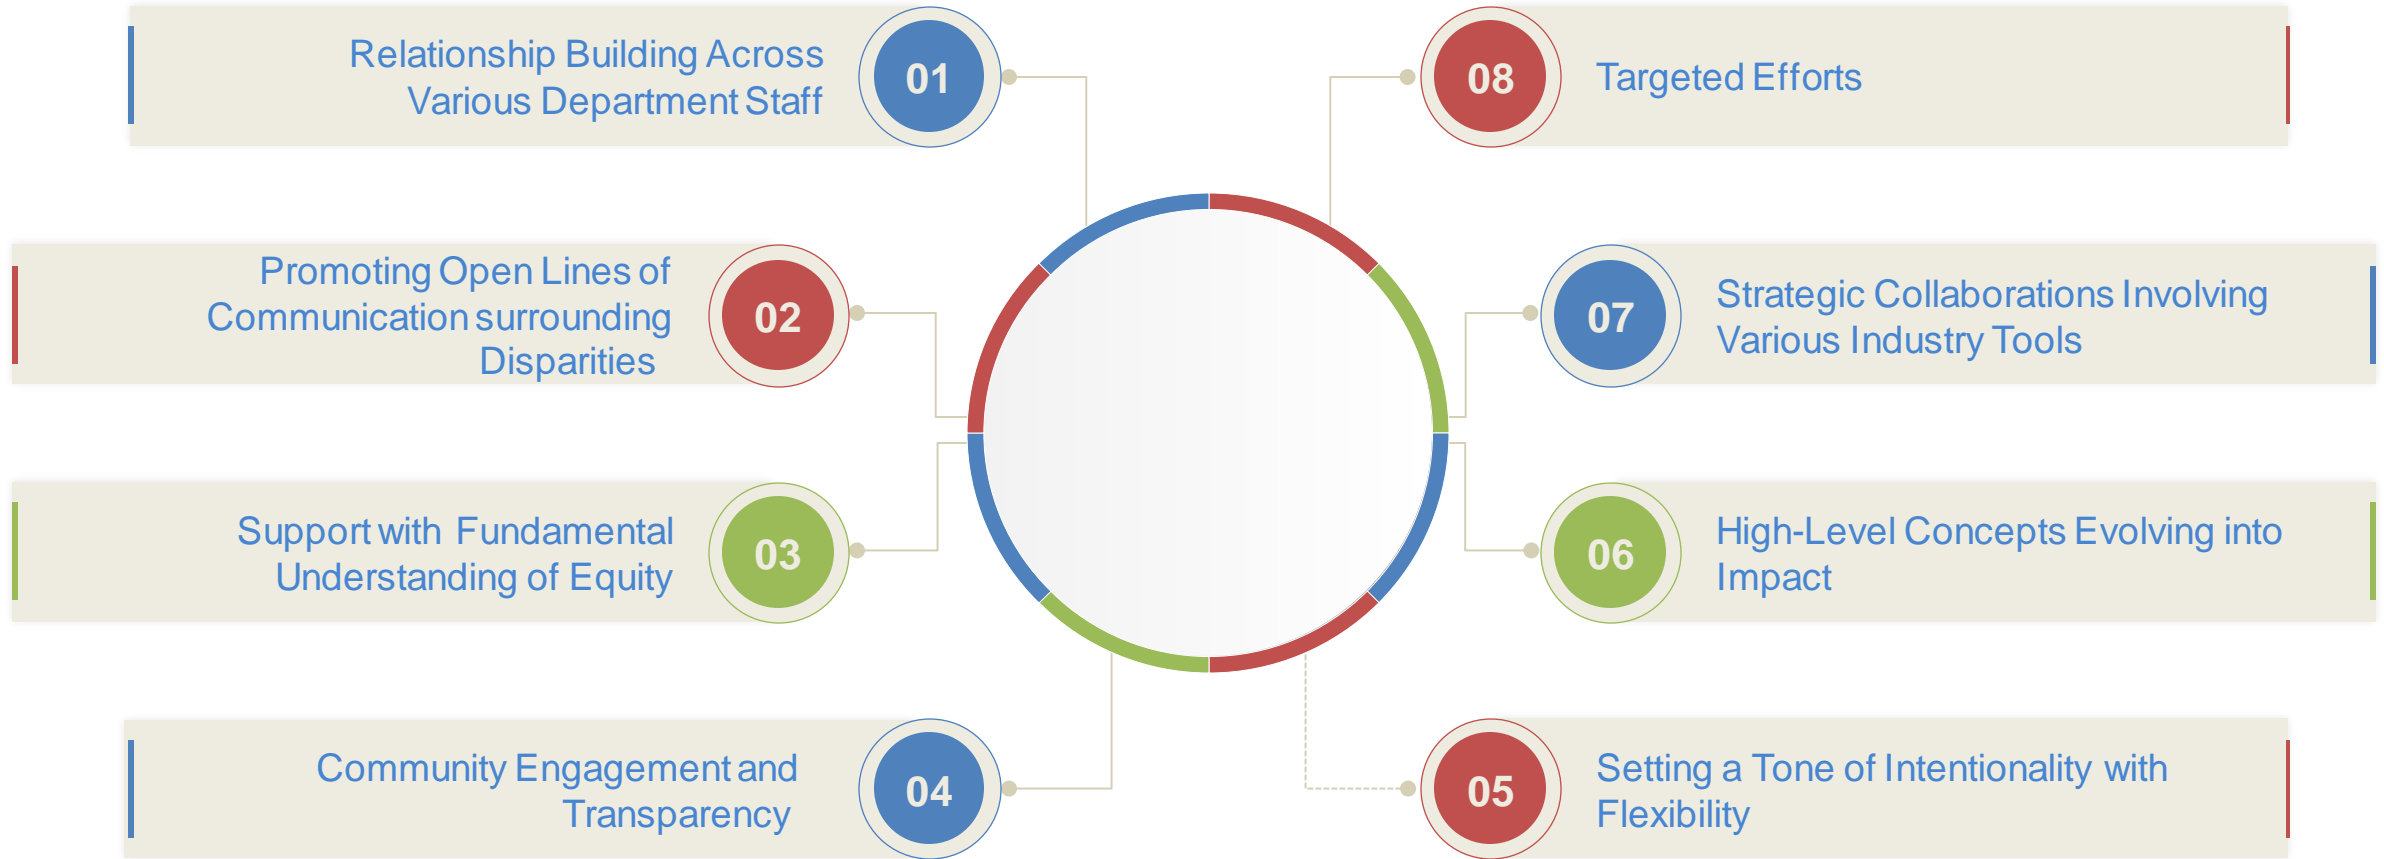 01
Relationship Building Across
Various Department Staff
02
Promoting Open Lines of
Communication surrounding
Disparities
03
Support with Fundamental
Understanding of Equity
04
Community Engagement and
Transparency
08
Targeted Efforts
07
Strategic Collaborations Involving
Various Industry Tools
06
High-Level Concepts Evolving into
Impact
05
Setting a Tone of Intentionality with
Flexibility